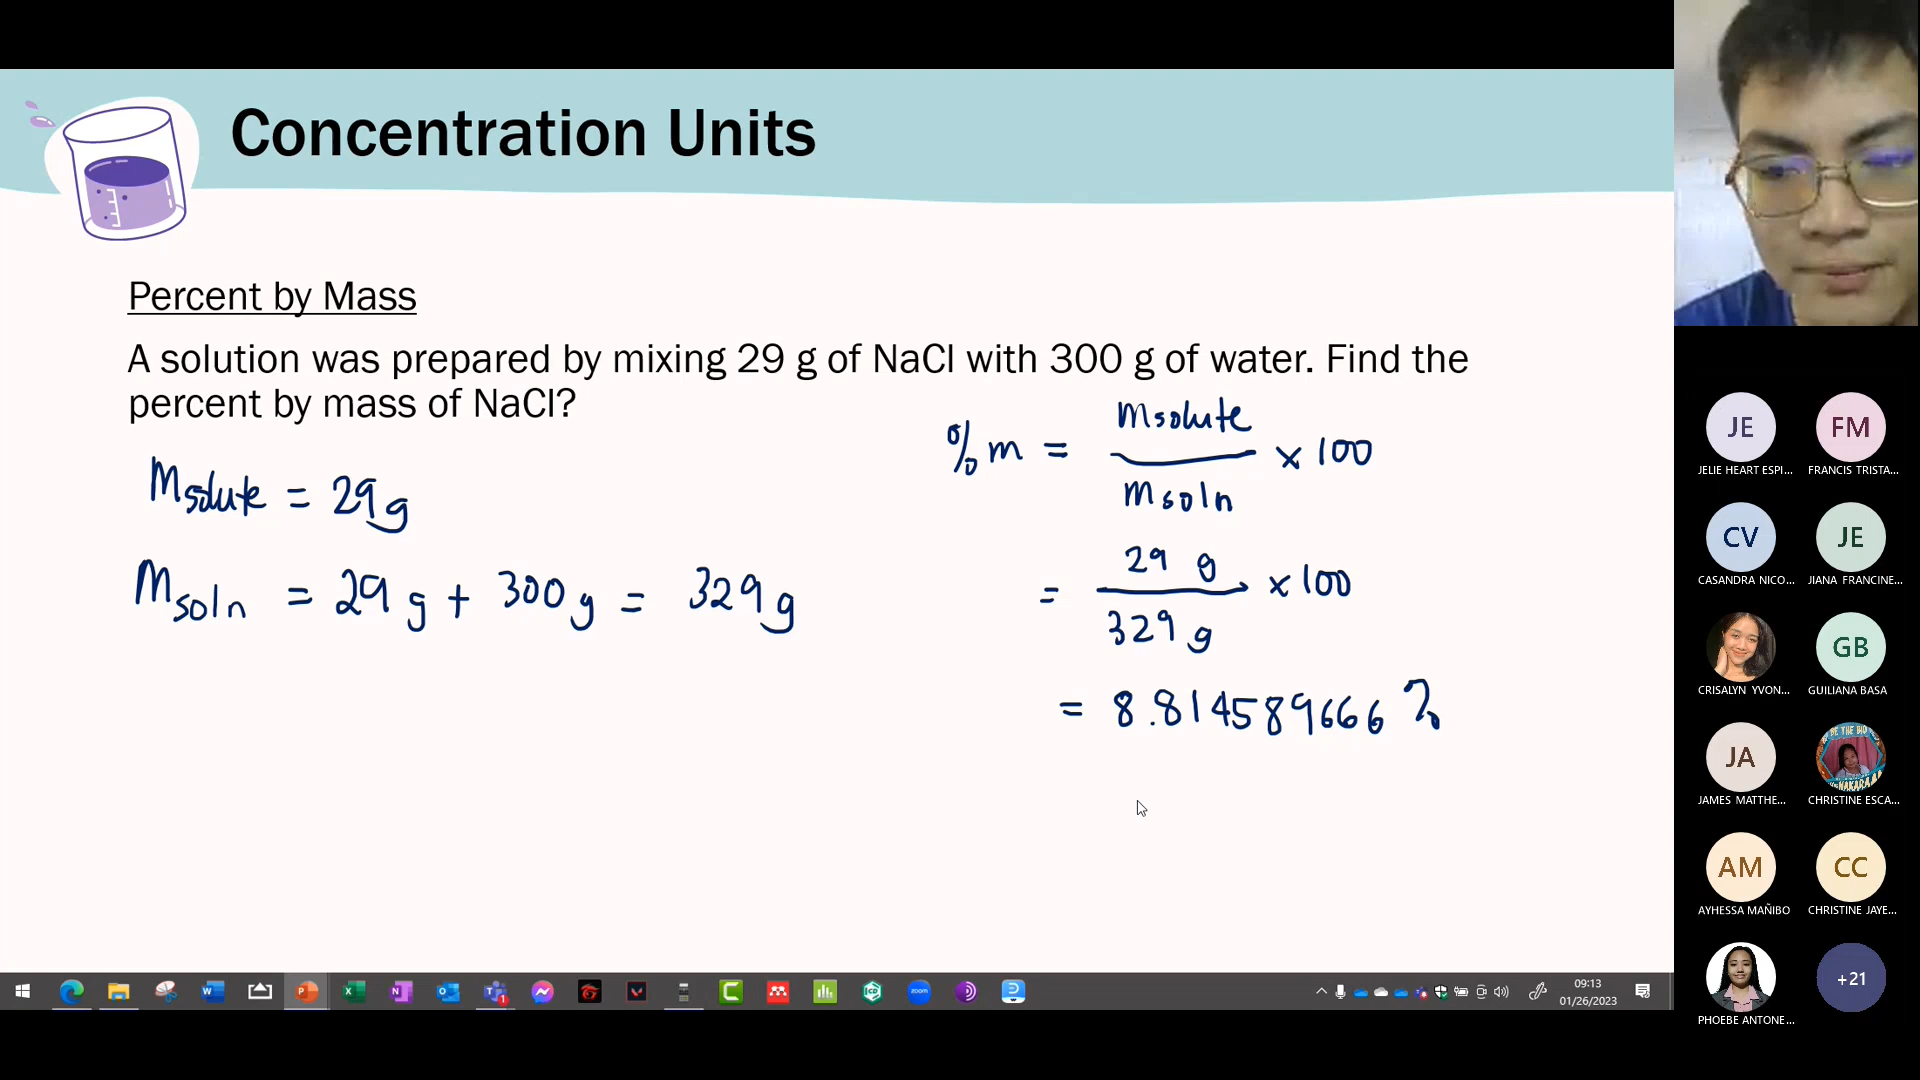 Concentration Units
Percent by Mass
A solution was prepared by mixing 29 g of NaCl with 300 g of water. Find the
percent by mass of NaCl?
Msolute = 29g
Msoln = 29 g + 300 g = 329 g
%m = msolute / msoln x 100
= 29 g / 329 g x 100
= 8.814589666 %
JE
JELIE HEART ESPI...
FM
FRANCIS TRISTA...
CV
CASANDRA NICO...
JE
JIANA FRANCINE...
CRISALYN YVON...
GB
GUILIANA BASA
JA
JAMES MATTHE...
CHRISTINE ESCA...
AM
AYHESSA MAÑIBO
CC
CHRISTINE JAYE...
PHOEBE ANTONE...
+21
09:13
01/26/2023
zoom